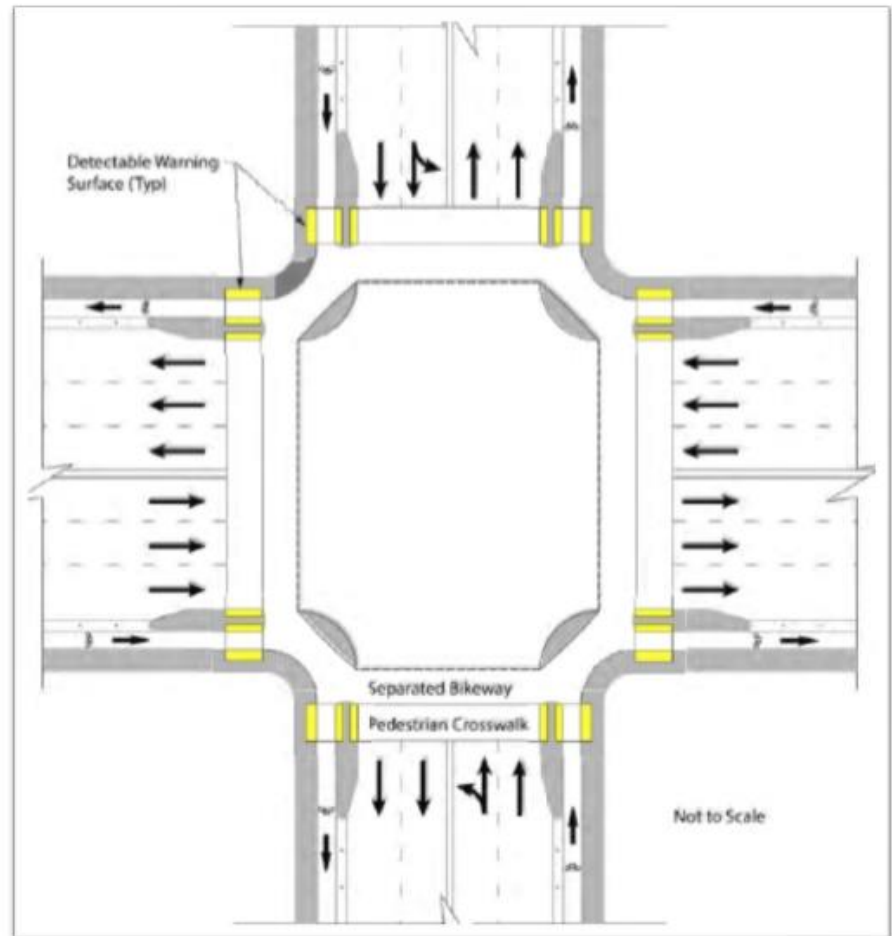 Detectable Warning
Surface (Typ)
Separated Bikeway
Pedestrian Crosswalk
Not to Scale